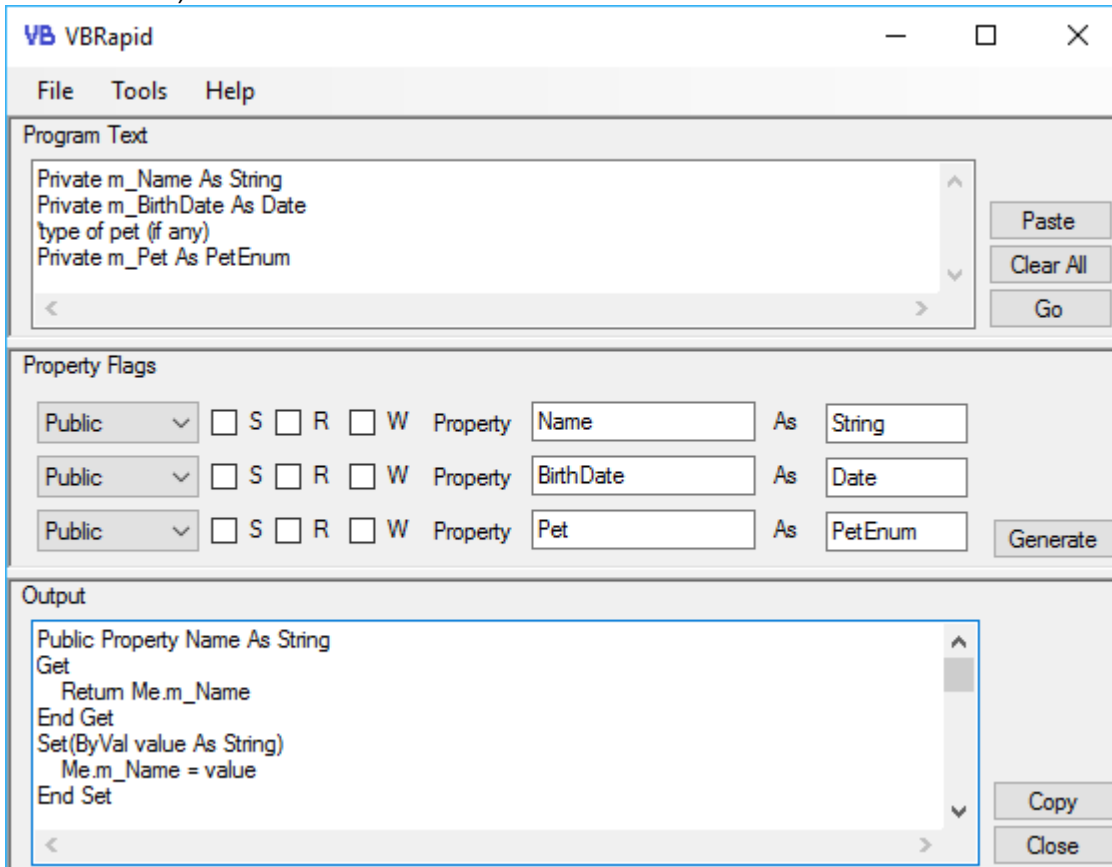 VB VBRapid
File Tools Help
Program Text
Private m_Name As String
Private m_BirthDate As Date
'type of pet (if any)
Private m_Pet As PetEnum
Paste
Clear All
Go
Property Flags
Public S R W Property Name As String
Public S R W Property BirthDate As Date
Public S R W Property Pet As PetEnum
Generate
Output
Public Property Name As String
Get
Return Me.m_Name
End Get
Set(ByVal value As String)
Me.m_Name = value
End Set
Copy
Close